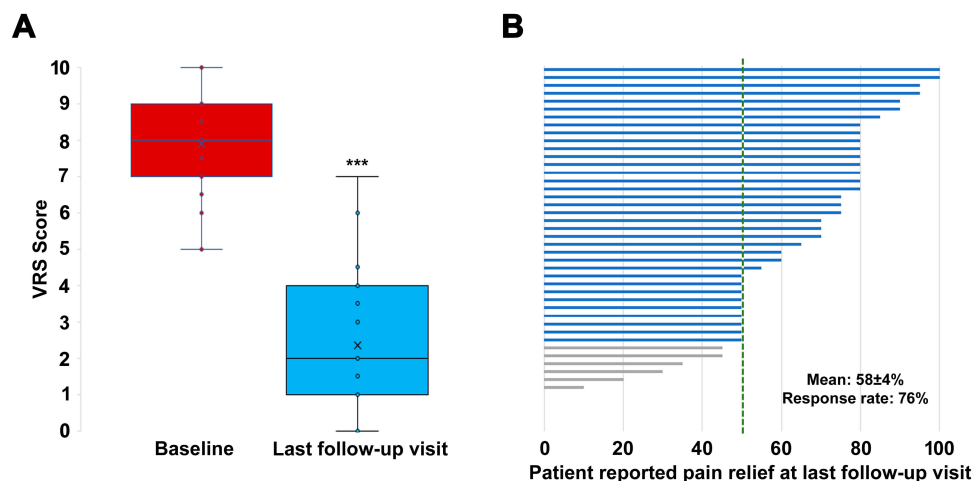 A
B
VRS Score
10
9
8
7
6
5
4
3
2
1
0
***
Baseline
Last follow-up visit
Mean: 58±4%
Response rate: 76%
0
20
40
60
80
100
Patient reported pain relief at last follow-up visit